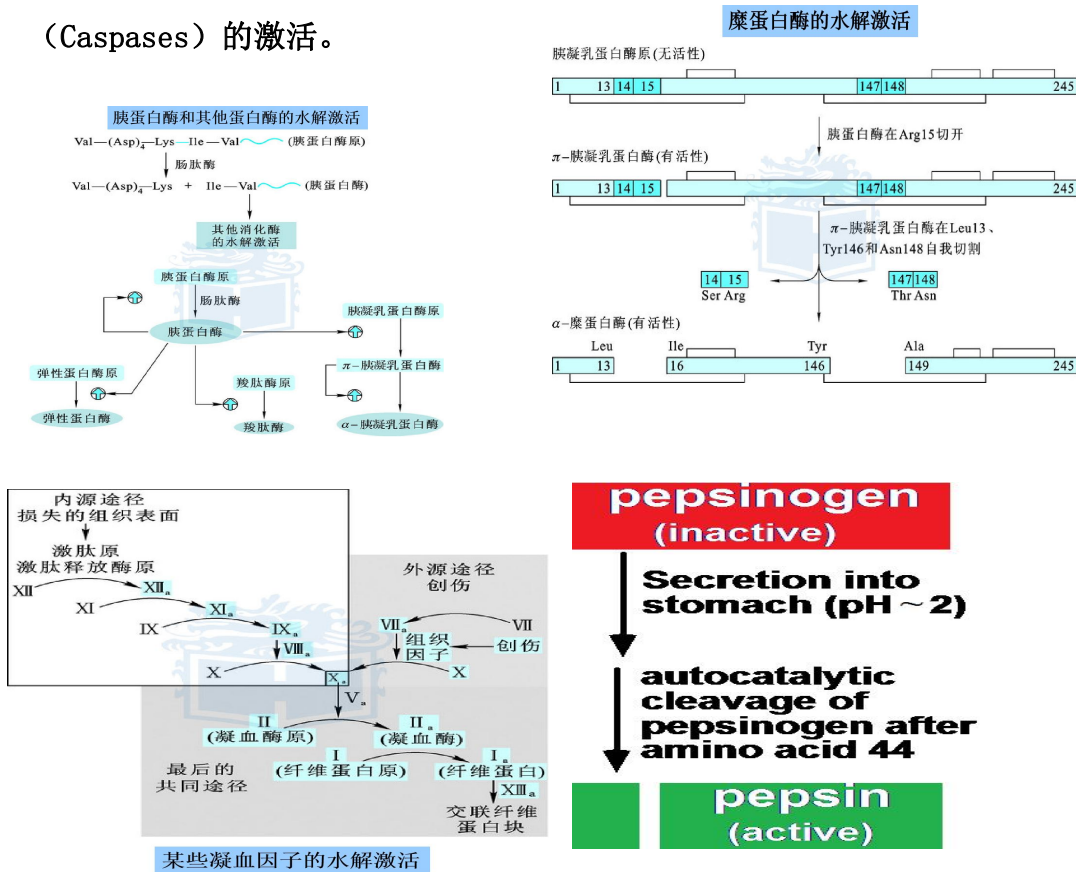 （Caspases）的激活。
胰蛋白酶和其他蛋白酶的水解激活
Val—(Asp)4—Lys—Ile—Val (胰蛋白酶原)
肠肽酶
Val—(Asp)4—Lys + Ile—Val (胰蛋白酶)
其他消化酶
的水解激活
胰蛋白酶原
肠肽酶
胰蛋白酶
胰凝乳蛋白酶原
弹性蛋白酶原
羧肽酶原
π-胰凝乳蛋白酶
弹性蛋白酶
羧肽酶
α-胰凝乳蛋白酶
糜蛋白酶的水解激活
胰凝乳蛋白酶原(无活性)
1 13 14 15 147 148 245
胰蛋白酶在Arg15切开
π-胰凝乳蛋白酶(有活性)
1 13 14 15 147 148 245
π-胰凝乳蛋白酶在Leu13、
Tyr146和Asn148自我切割
14 15 147 148
Ser Arg Thr Asn
α-糜蛋白酶(有活性)
Leu Ile Tyr Ala
1 13 16 146 149 245
内源途径
损失的组织表面
激肽原
激肽释放酶原
XII XIIa
XI XIa
IX IXa
VIIIa
X Xa
外源途径
创伤
VIIa VII
组织
因子
创伤
X
Va
II IIa
(凝血酶原) (凝血酶)
I Ia
(纤维蛋白原) (纤维蛋白)
最后的
共同途径
XIIIa
交联纤维
蛋白块
某些凝血因子的水解激活
pepsinogen
(inactive)
Secretion into
stomach (pH ~ 2)
autocatalytic
cleavage of
pepsinogen after
amino acid 44
pepsin
(active)